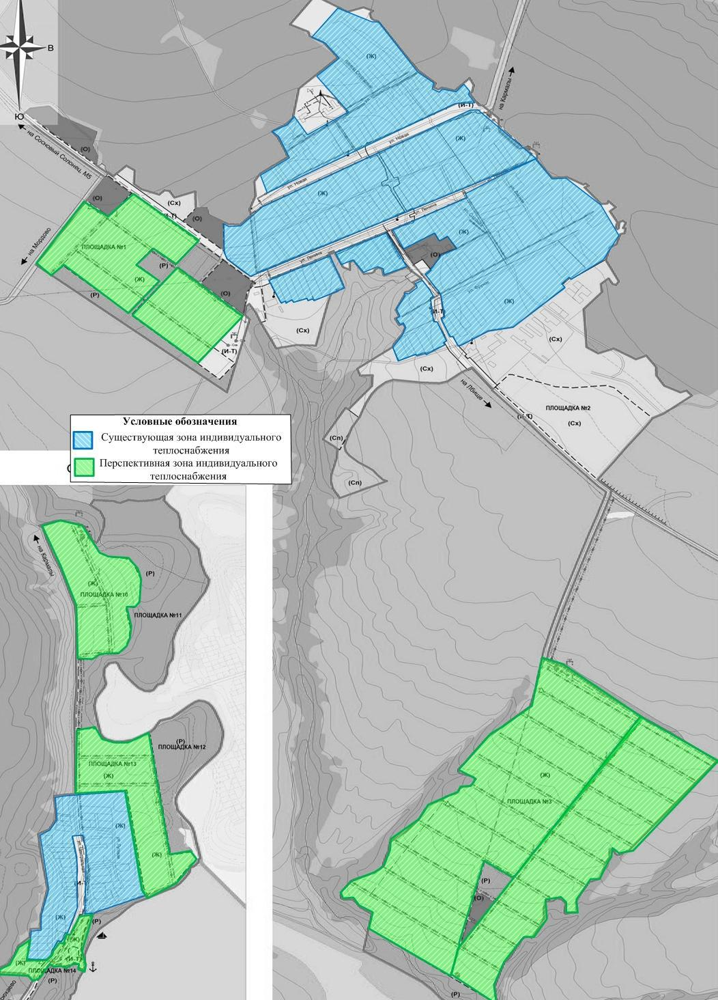 В
Ю
на Сосновый Солонец, М5
(О)
(О)
на Мордово
(Сх)
(О)
ПЛОЩАДКА №1
(Р)
(Ж)
(О)
(Р)
(И-Т)
(Ж)
(И-Т)
на Кармалы
(Ж)
ул. Новая
ул. Новая
(Ж)
ул. Ленина
ул. Ленина
(Ж)
(О)
ул. Фрунзе
(Ж)
(И-Т)
(Сх)
(Сх)
(Сх)
на Лбище
ПЛОЩАДКА №2
(Сх)
(И-Т)
(Сп)
(Сп)
Условные обозначения
Существующая зона индивидуального
теплоснабжения
Перспективная зона индивидуального
теплоснабжения
на Кармалы
(Ж)
ПЛОЩАДКА №10
(Р)
ПЛОЩАДКА №11
(Р)
ПЛОЩАДКА №12
ПЛОЩАДКА №13
(Ж)
(Ж)
(Ж)
(Ж)
(Р)
(Ж)
(И-Т)
(Ж)
ПЛОЩАДКА №14
(Р)
(Ж)
ПЛОЩАДКА №3
(Р)
(О)
(Р)